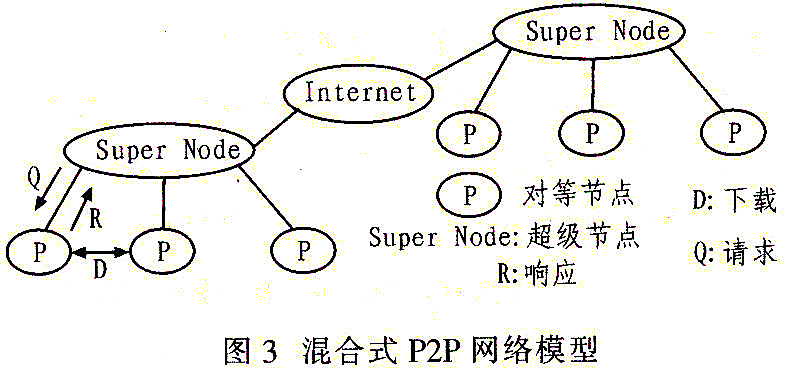 Super Node
Internet
P P P
Super Node
Q
R
P P P
D
P 对等节点 D: 下载
Super Node: 超级节点
R: 响应 Q: 请求
图 3 混合式 P2P 网络模型